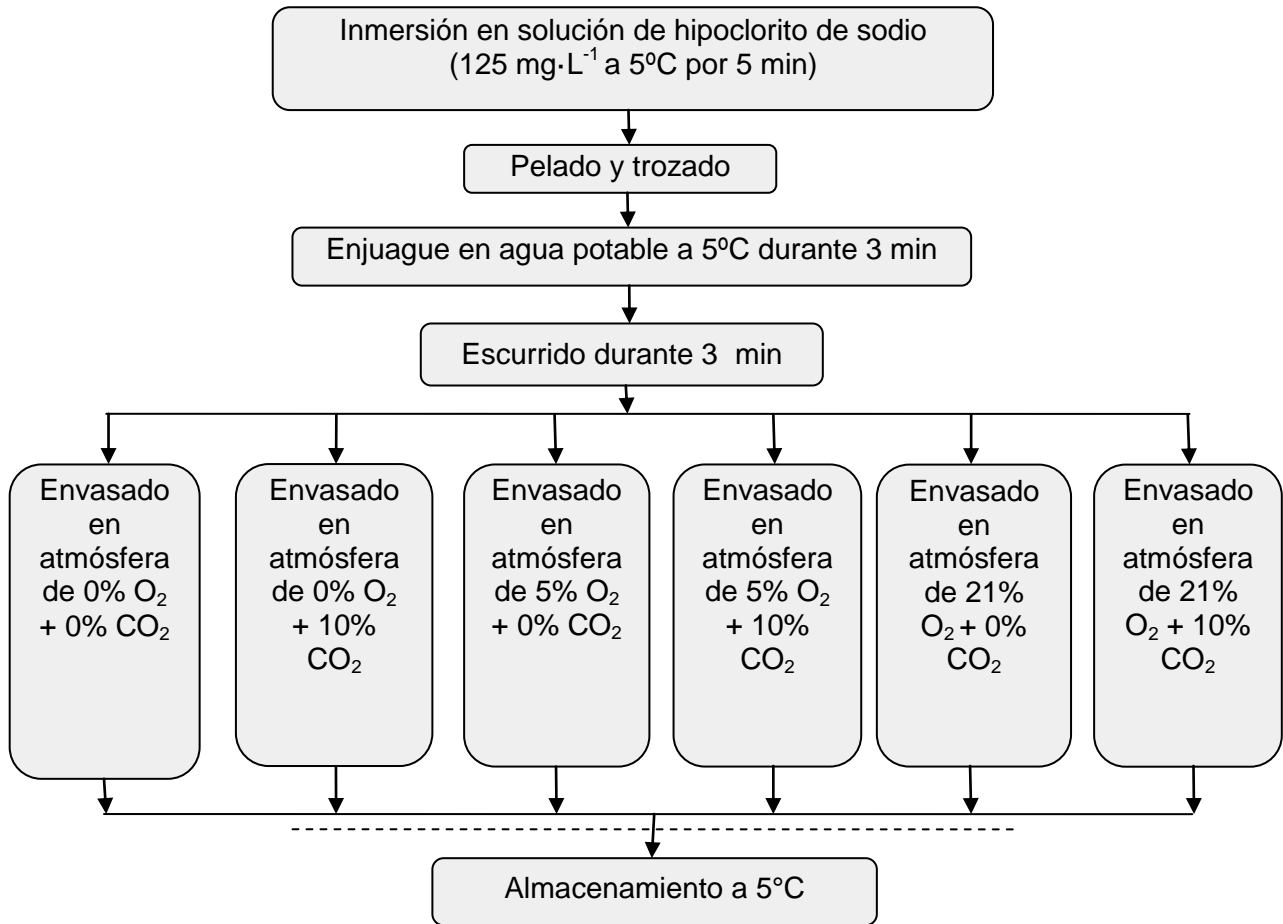 Inmersión en solución de hipoclorito de sodio
(125 mg·L⁻¹ a 5ºC por 5 min)
Pelado y trozado
Enjuague en agua potable a 5ºC durante 3 min
Escurrido durante 3 min
Envasado
en
atmósfera
de 0% O₂
+ 0% CO₂
Envasado
en
atmósfera
de 0% O₂
+ 10%
CO₂
Envasado
en
atmósfera
de 5% O₂
+ 0% CO₂
Envasado
en
atmósfera
de 5% O₂
+ 10%
CO₂
Envasado
en
atmósfera
de 21%
O₂ + 0%
CO₂
Envasado
en
atmósfera
de 21%
O₂ + 10%
CO₂
Almacenamiento a 5°C